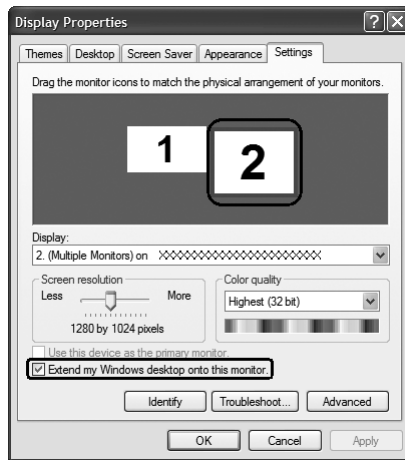 Display Properties
Themes Desktop Screen Saver Appearance Settings
Drag the monitor icons to match the physical arrangement of your monitors.
1 2
Display:
2. (Multiple Monitors) on XXXXXXXXXXXXXXXXXXXXXXXX
Screen resolution Color quality
Less More Highest (32 bit)
1280 by 1024 pixels
Use this device as the primary monitor.
Extend my Windows desktop onto this monitor.
Identify Troubleshoot... Advanced
OK Cancel Apply